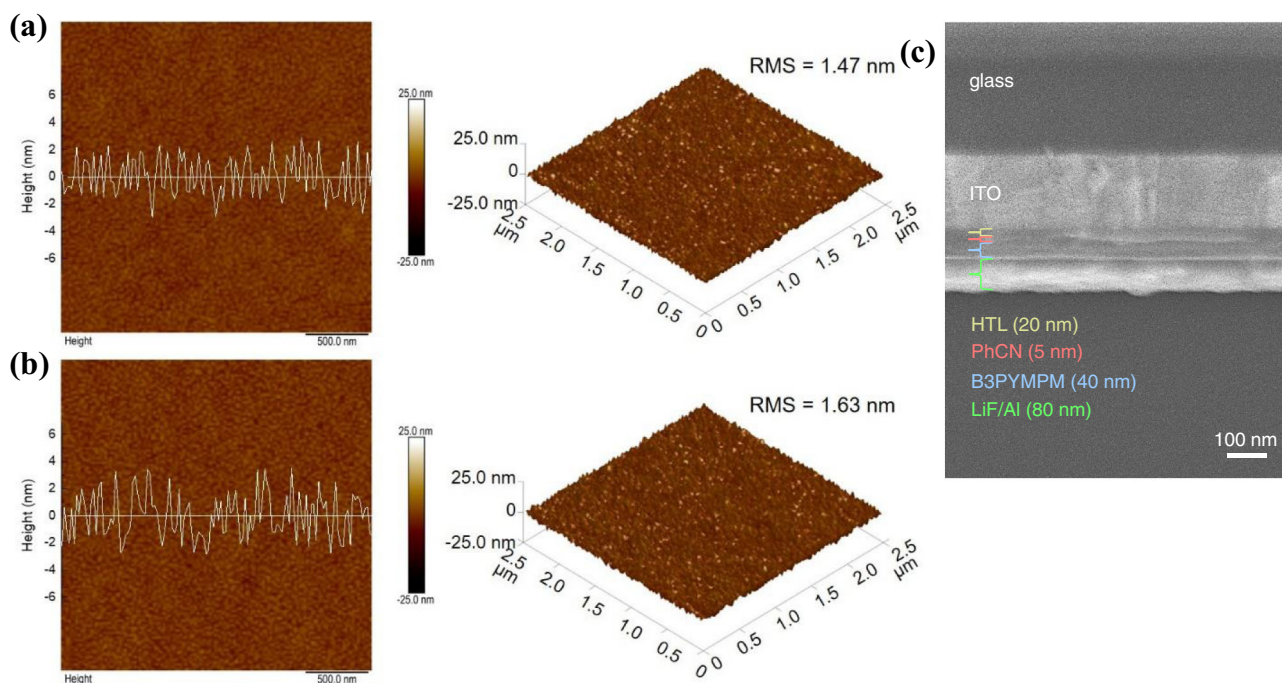 (a)
Height (nm)
6
4
2
0
-2
-4
-6
Height
500.0 nm
25.0 nm
-25.0 nm
RMS = 1.47 nm
25.0 nm
0
-25.0 nm
2.5
μm
2.0
1.5
1.0
0.5
0
0
0.5
1.0
1.5
2.0
2.5
μm
(b)
Height (nm)
6
4
2
0
-2
-4
-6
Height
500.0 nm
25.0 nm
-25.0 nm
RMS = 1.63 nm
25.0 nm
0
-25.0 nm
2.5
μm
2.0
1.5
1.0
0.5
0
0
0.5
1.0
1.5
2.0
2.5
μm
(c)
glass
ITO
HTL (20 nm)
PhCN (5 nm)
B3PYMPM (40 nm)
LiF/Al (80 nm)
100 nm